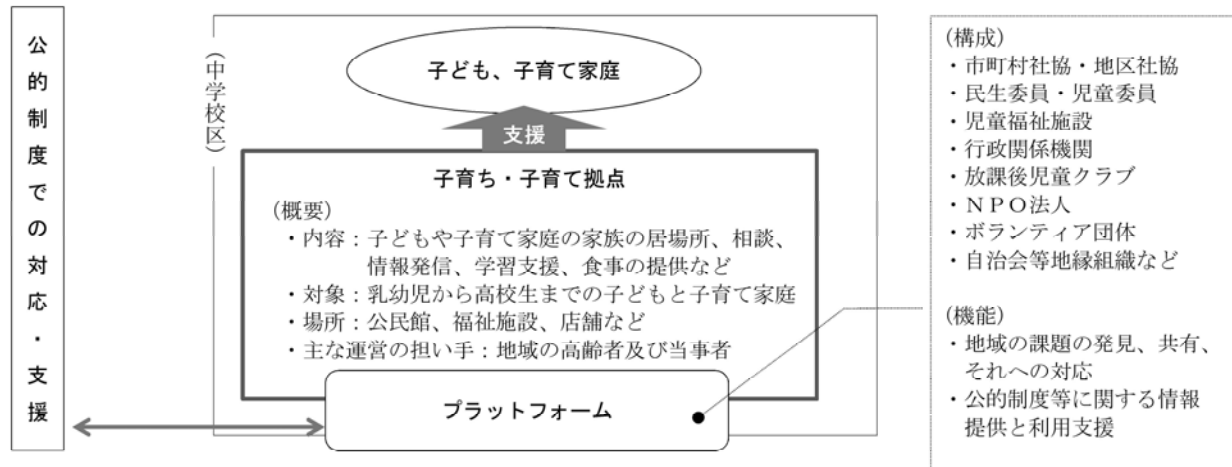 公的制度での対応・支援
（中学校区）
子ども、子育て家庭
支援
子育ち・子育て拠点
（概要）
・内容：子どもや子育て家庭の家族の居場所、相談、
情報発信、学習支援、食事の提供など
・対象：乳幼児から高校生までの子どもと子育て家庭
・場所：公民館、福祉施設、店舗など
・主な運営の担い手：地域の高齢者及び当事者
プラットフォーム
（構成）
・市町村社協・地区社協
・民生委員・児童委員
・児童福祉施設
・行政関係機関
・放課後児童クラブ
・ＮＰＯ法人
・ボランティア団体
・自治会等地縁組織など
（機能）
・地域の課題の発見、共有、
それへの対応
・公的制度等に関する情報
提供と利用支援